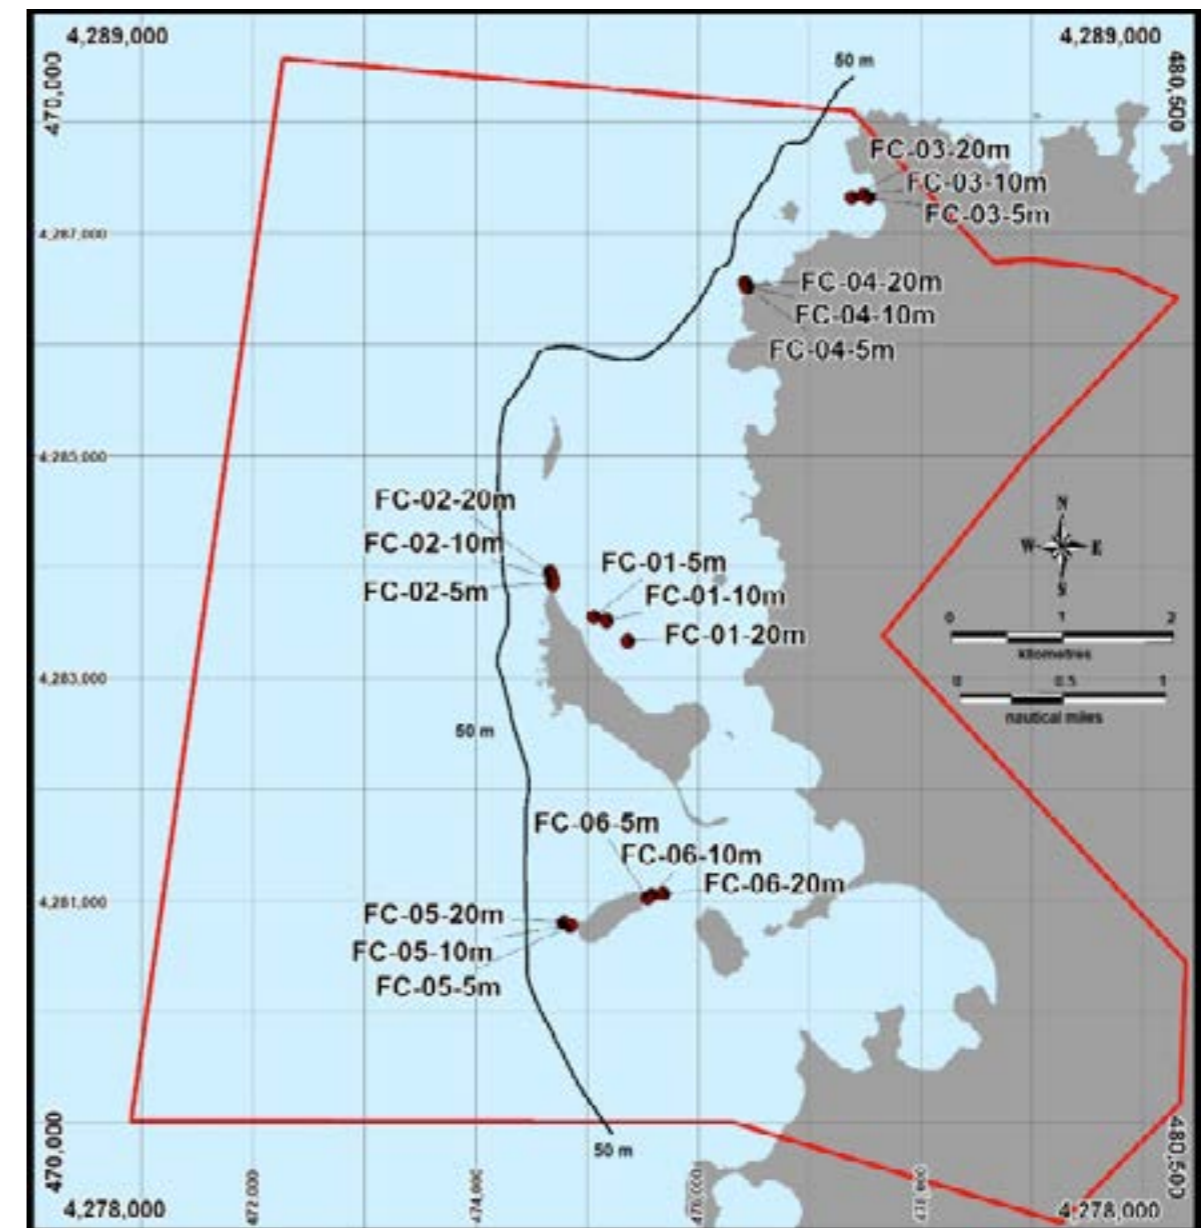 4,289,000
4,289,000
470,000
480,500
50 m
FC-03-20m
FC-03-10m
FC-03-5m
4,287,000
FC-04-20m
FC-04-10m
FC-04-5m
4,285,000
FC-02-20m
FC-02-10m
FC-02-5m
FC-01-5m
FC-01-10m
FC-01-20m
N
W
E
S
0
1
2
kilometres
0
0.5
1
nautical miles
4,283,000
50 m
FC-06-5m
FC-06-10m
FC-06-20m
4,281,000
FC-05-20m
FC-05-10m
FC-05-5m
470,000
480,500
50 m
472,000
474,000
476,000
4,278,000
4,278,000